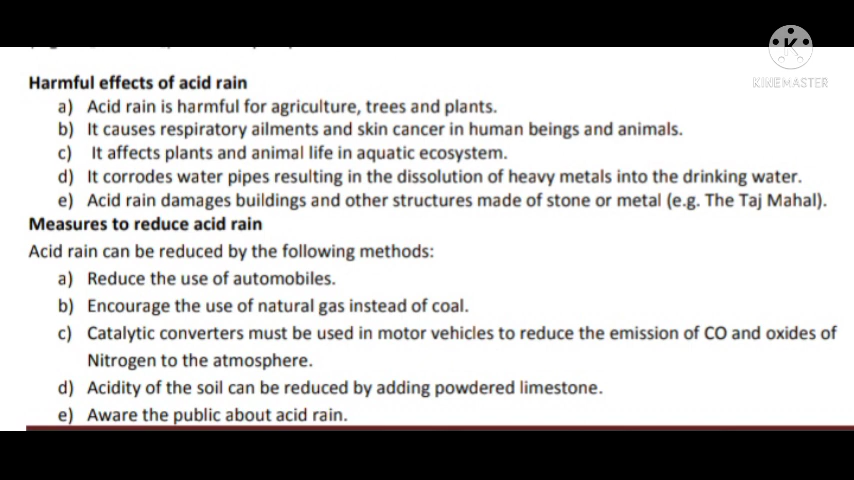 KINEMASTER
Harmful effects of acid rain
a) Acid rain is harmful for agriculture, trees and plants.
b) It causes respiratory ailments and skin cancer in human beings and animals.
c) It affects plants and animal life in aquatic ecosystem.
d) It corrodes water pipes resulting in the dissolution of heavy metals into the drinking water.
e) Acid rain damages buildings and other structures made of stone or metal (e.g. The Taj Mahal).
Measures to reduce acid rain
Acid rain can be reduced by the following methods:
a) Reduce the use of automobiles.
b) Encourage the use of natural gas instead of coal.
c) Catalytic converters must be used in motor vehicles to reduce the emission of CO and oxides of
Nitrogen to the atmosphere.
d) Acidity of the soil can be reduced by adding powdered limestone.
e) Aware the public about acid rain.